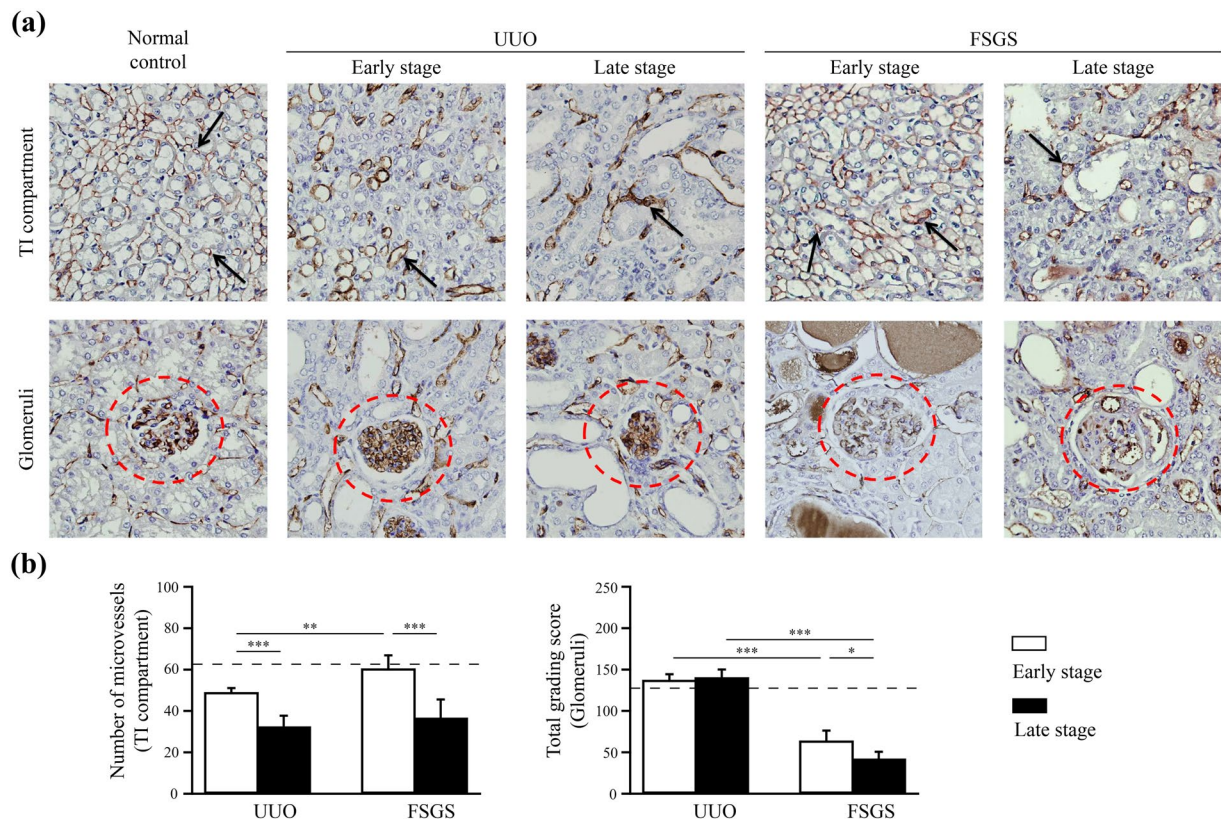 (a)
Normal
control
UUO
FSGS
Early stage
Late stage
Early stage
Late stage
TI compartment
Glomeruli
(b)
Number of microvessels
(TI compartment)
100
80
60
40
20
0
**
***
***
UUO
FSGS
Total grading score
(Glomeruli)
250
200
150
100
50
0
***
***
*
UUO
FSGS
Early stage
Late stage